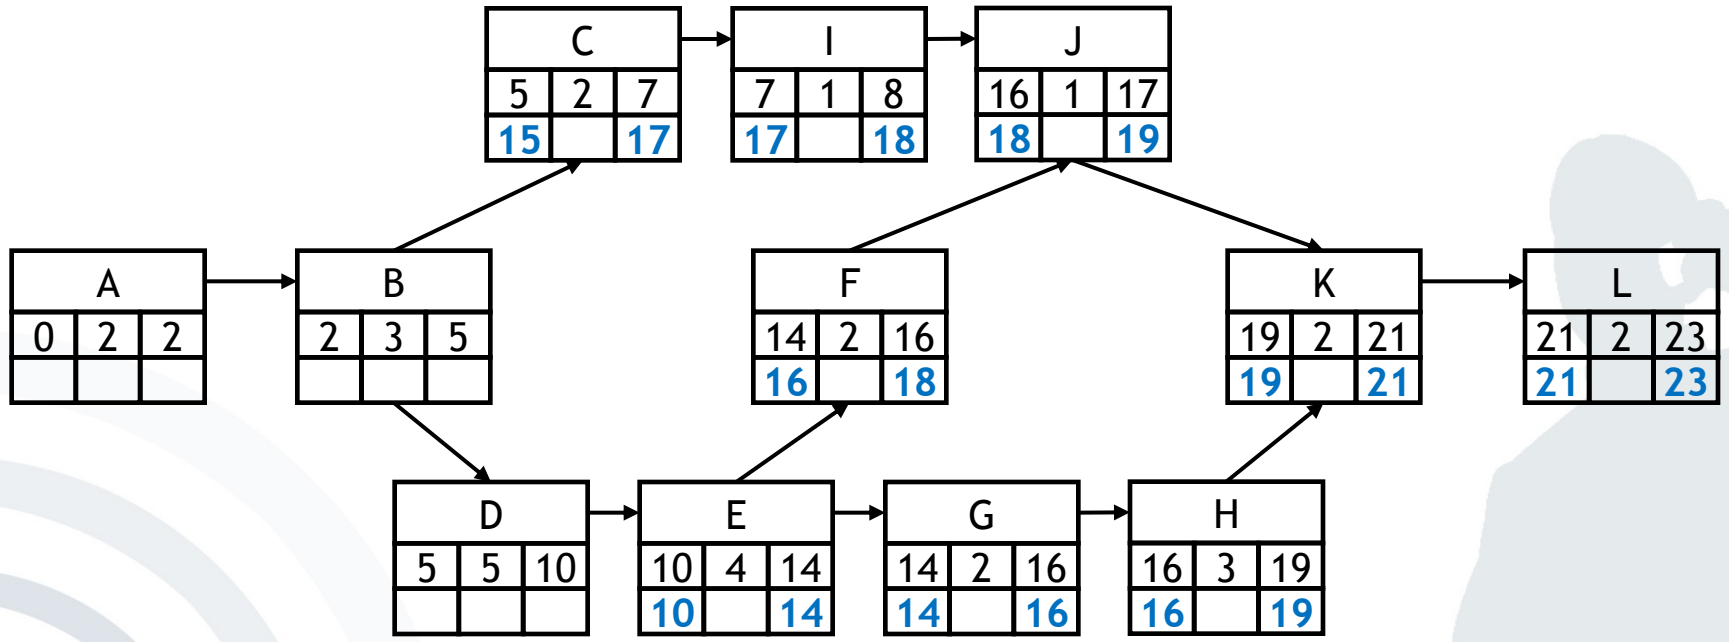 C
5 2 7
15 17
I
7 1 8
17 18
J
16 1 17
18 19
A
0 2 2
B
2 3 5
F
14 2 16
16 18
K
19 2 21
19 21
L
21 2 23
21 23
D
5 5 10
E
10 4 14
10 14
G
14 2 16
14 16
H
16 3 19
16 19